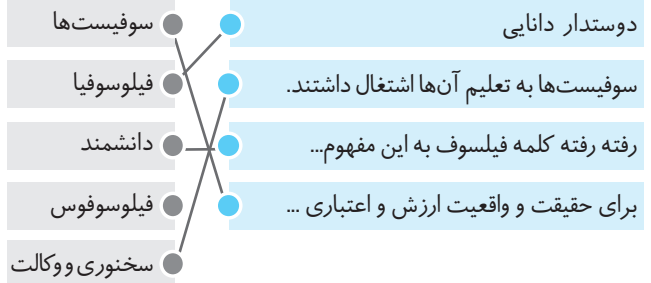 دوستدار دانایی
سوفیست‌ها به تعلیم آن‌ها اشتغال داشتند.
رفته رفته کلمه فیلسوف به این مفهوم...
برای حقیقت و واقعیت ارزش و اعتباری ...
سوفیست‌ها
فیلوسوفیا
دانشمند
فیلوسوفوس
سخنوری و وکالت